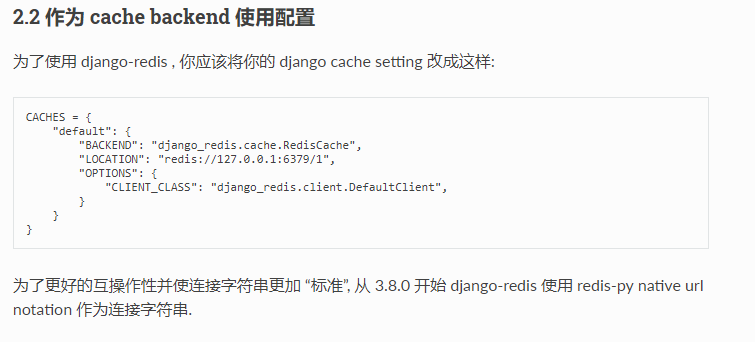 2.2 作为 cache backend 使用配置
为了使用 django-redis , 你应该将你的 django cache setting 改成这样:
CACHES = {
    "default": {
        "BACKEND": "django_redis.cache.RedisCache",
        "LOCATION": "redis://127.0.0.1:6379/1",
        "OPTIONS": {
            "CLIENT_CLASS": "django_redis.client.DefaultClient",
        }
    }
}
为了更好的互操作性并使连接字符串更加 “标准”, 从 3.8.0 开始 django-redis 使用 redis-py native url
notation 作为连接字符串.